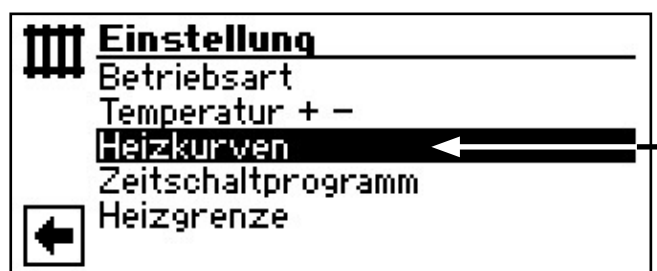 Einstellung
Betriebsart
Temperatur + −
Heizkurven
Zeitschaltprogramm
Heizgrenze